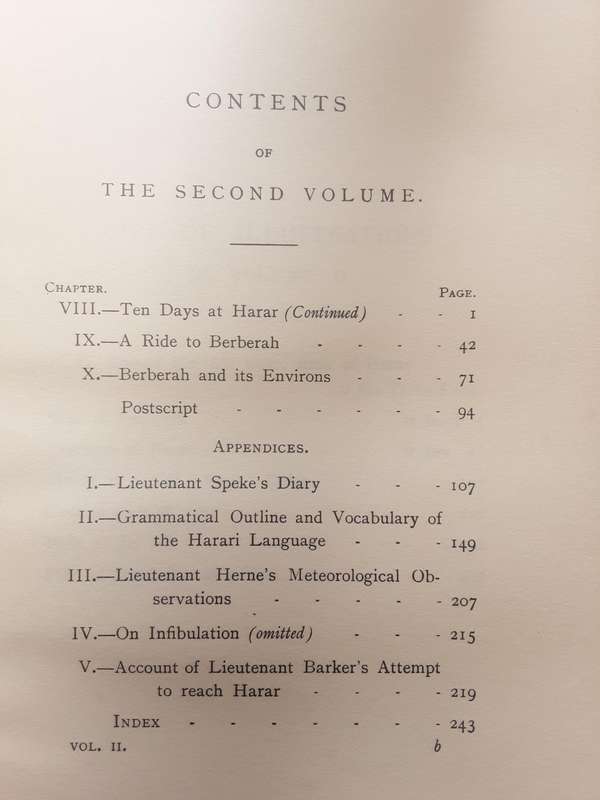 CONTENTS
OF
THE SECOND VOLUME.
CHAPTER. PAGE.
VIII.—Ten Days at Harar (Continued) - - 1
IX.—A Ride to Berberah - - - - 42
X.—Berberah and its Environs - - - 71
Postscript - - - - - - 94
APPENDICES.
I.—Lieutenant Speke's Diary - - - 107
II.—Grammatical Outline and Vocabulary of
the Harari Language - - - 149
III.—Lieutenant Herne's Meteorological Ob-
servations - - - - - 207
IV.—On Infibulation (omitted) - - - 215
V.—Account of Lieutenant Barker's Attempt
to reach Harar - - - - 219
INDEX - - - - - - - 243
VOL. II. b